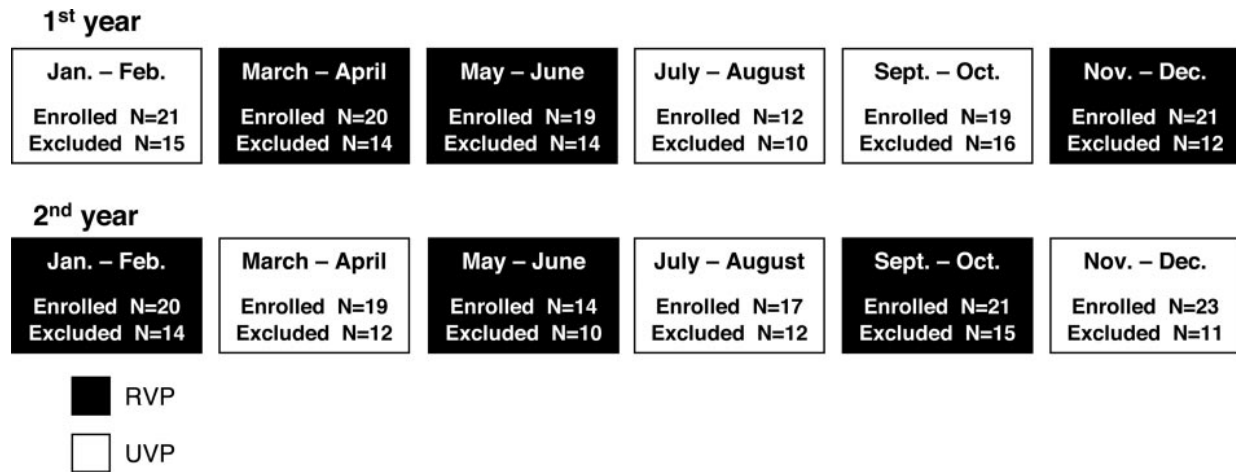 1st year
Jan. – Feb.
Enrolled N=21
Excluded N=15
March – April
Enrolled N=20
Excluded N=14
May – June
Enrolled N=19
Excluded N=14
July – August
Enrolled N=12
Excluded N=10
Sept. – Oct.
Enrolled N=19
Excluded N=16
Nov. – Dec.
Enrolled N=21
Excluded N=12
2nd year
Jan. – Feb.
Enrolled N=20
Excluded N=14
March – April
Enrolled N=19
Excluded N=12
May – June
Enrolled N=14
Excluded N=10
July – August
Enrolled N=17
Excluded N=12
Sept. – Oct.
Enrolled N=21
Excluded N=15
Nov. – Dec.
Enrolled N=23
Excluded N=11
RVP
UVP